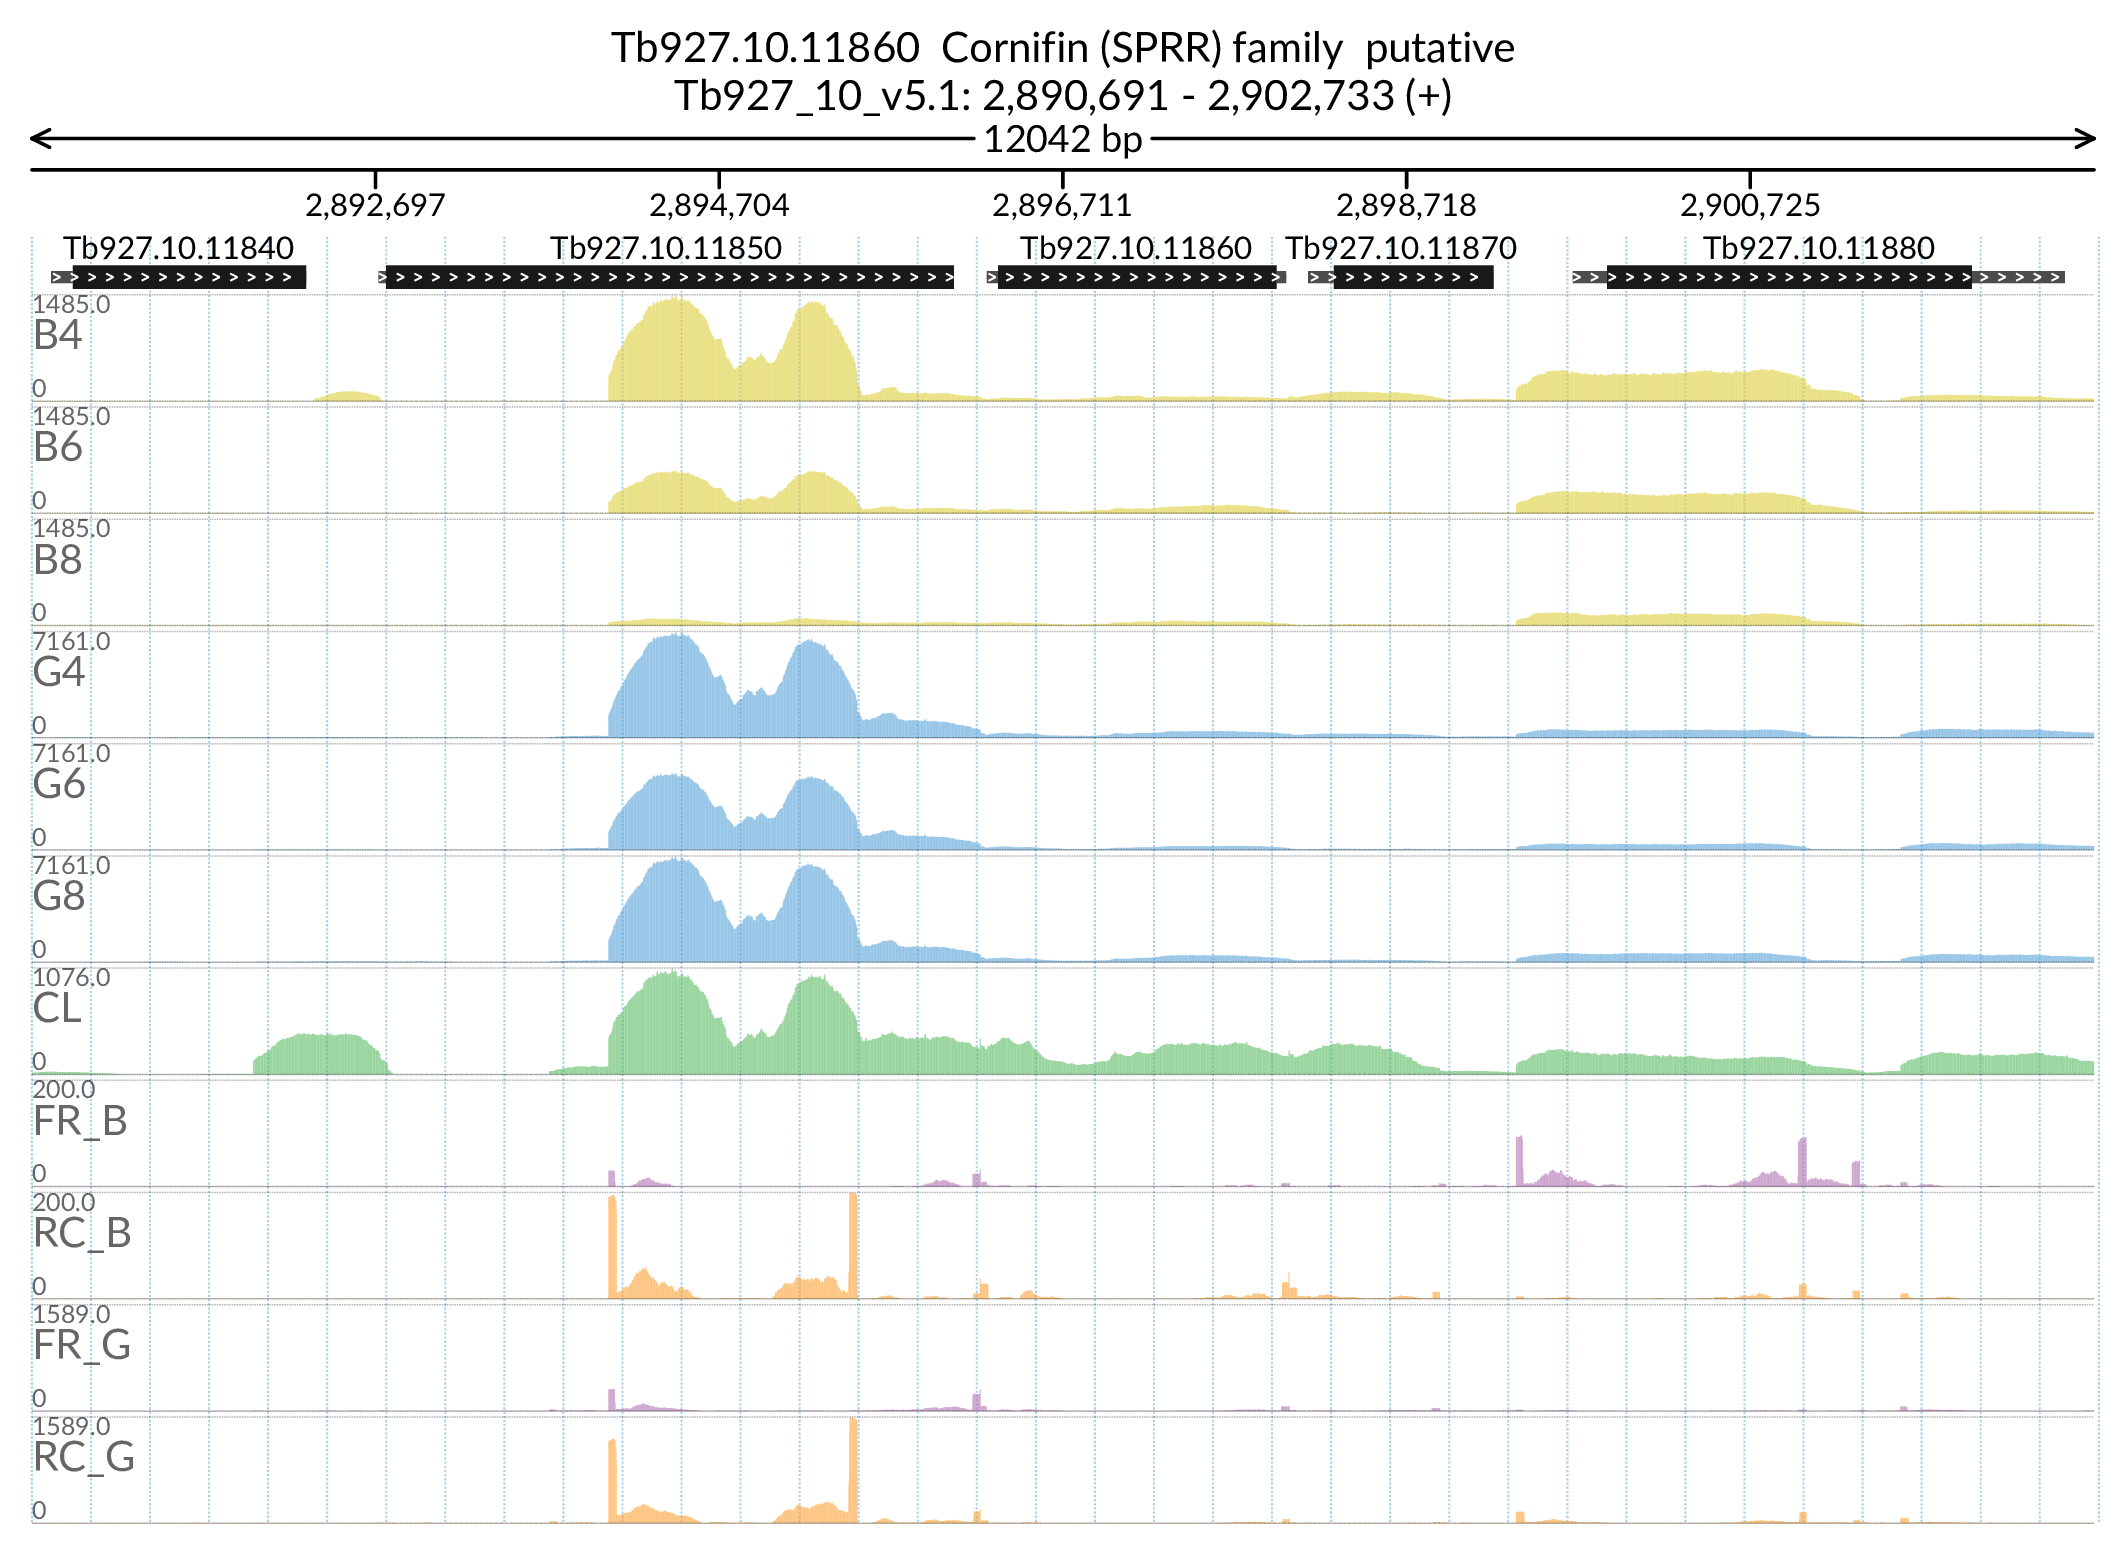 Tb927.10.11860  Cornifin (SPRR) family  putative
Tb927_10_v5.1: 2,890,691 - 2,902,733 (+)
12042 bp
2,892,697 2,894,704 2,896,711 2,898,718 2,900,725
Tb927.10.11840 Tb927.10.11850 Tb927.10.11860 Tb927.10.11870 Tb927.10.11880
1485.0
B4
0
1485.0
B6
0
1485.0
B8
0
7161.0
G4
0
7161.0
G6
0
7161.0
G8
0
1076.0
CL
0
200.0
FR_B
0
200.0
RC_B
0
1589.0
FR_G
0
1589.0
RC_G
0